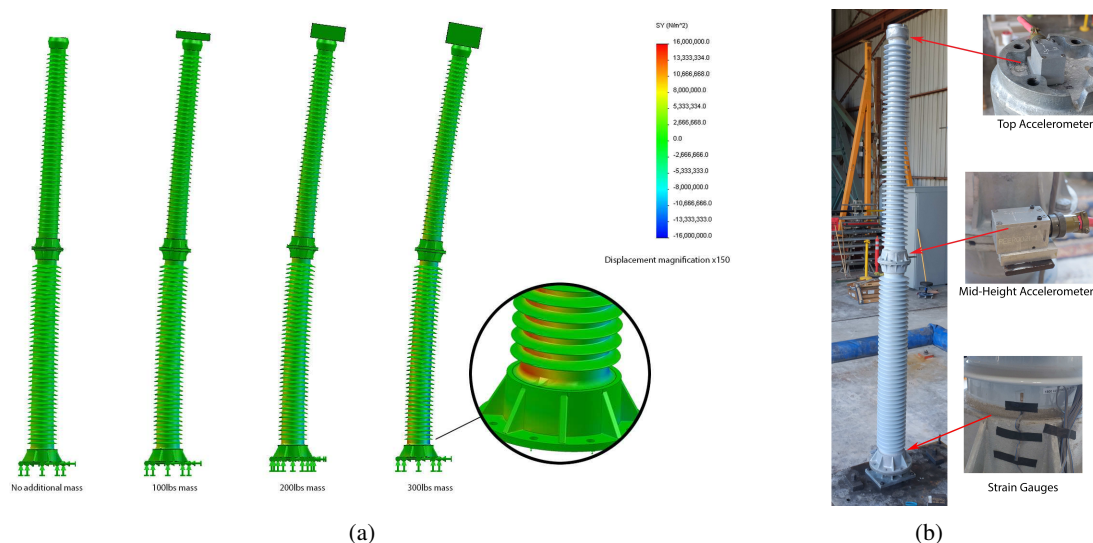 SY (N/m^2)
16,000,000.0
13,333,334.0
10,666,668.0
8,000,000.0
5,333,334.0
2,666,668.0
0.0
-2,666,666.0
-5,333,333.0
-8,000,000.0
-10,666,666.0
-13,333,333.0
-16,000,000.0
Displacement magnification x150
No additional mass
100lbs mass
200lbs mass
300lbs mass
(a)
Top Accelerometer
Mid-Height Accelerometer
Strain Gauges
(b)